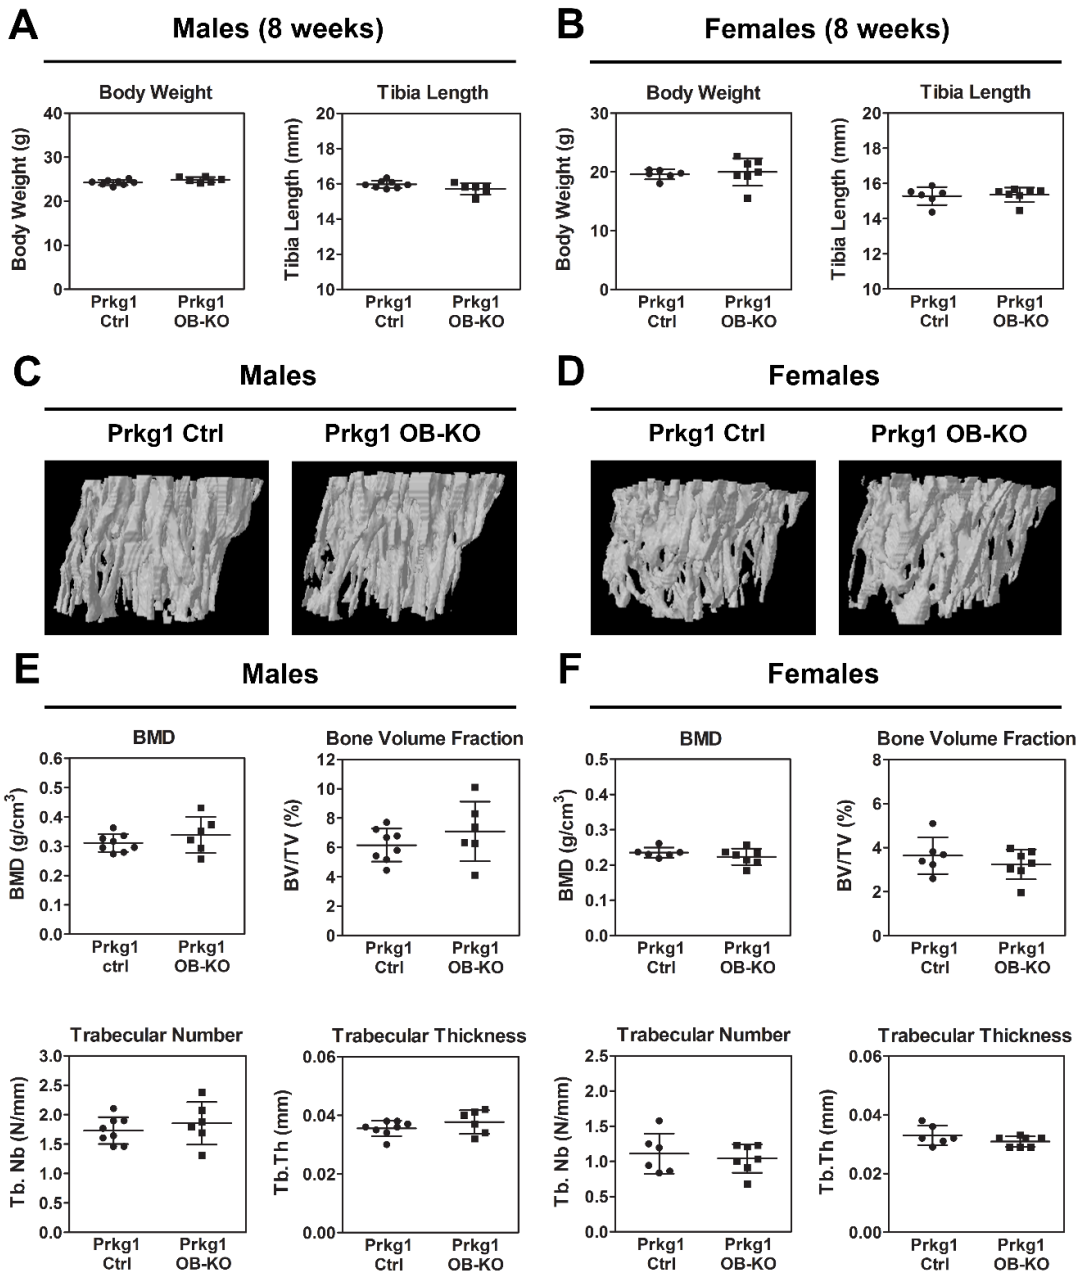 A
Males (8 weeks)
Body Weight
Body Weight (g)
40
30
20
10
0
Prkg1
Ctrl
Prkg1
OB-KO
Tibia Length
Tibia Length (mm)
20
18
16
14
12
10
Prkg1
Ctrl
Prkg1
OB-KO
B
Females (8 weeks)
Body Weight
Body Weight (g)
30
20
10
0
Prkg1
Ctrl
Prkg1
OB-KO
Tibia Length
Tibia Length (mm)
20
18
16
14
12
10
Prkg1
Ctrl
Prkg1
OB-KO
C
Males
Prkg1 Ctrl
Prkg1 OB-KO
D
Females
Prkg1 Ctrl
Prkg1 OB-KO
E
Males
BMD
BMD (g/cm³)
0.6
0.5
0.4
0.3
0.2
0.1
0.0
Prkg1
ctrl
Prkg1
OB-KO
Bone Volume Fraction
BV/TV (%)
12
10
8
6
4
2
0
Prkg1
Ctrl
Prkg1
OB-KO
Trabecular Number
Tb. Nb (N/mm)
3.0
2.5
2.0
1.5
1.0
0.5
0.0
Prkg1
Ctrl
Prkg1
OB-KO
Trabecular Thickness
Tb.Th (mm)
0.06
0.04
0.02
0.00
Prkg1
Ctrl
Prkg1
OB-KO
F
Females
BMD
BMD (g/cm³)
0.5
0.4
0.3
0.2
0.1
0.0
Prkg1
Ctrl
Prkg1
OB-KO
Bone Volume Fraction
BV/TV (%)
8
6
4
2
0
Prkg1
Ctrl
Prkg1
OB-KO
Trabecular Number
Tb. Nb (N/mm)
2.5
2.0
1.5
1.0
0.5
0.0
Prkg1
Ctrl
Prkg1
OB-KO
Trabecular Thickness
Tb.Th (mm)
0.06
0.04
0.02
0.00
Prkg1
Ctrl
Prkg1
OB-KO